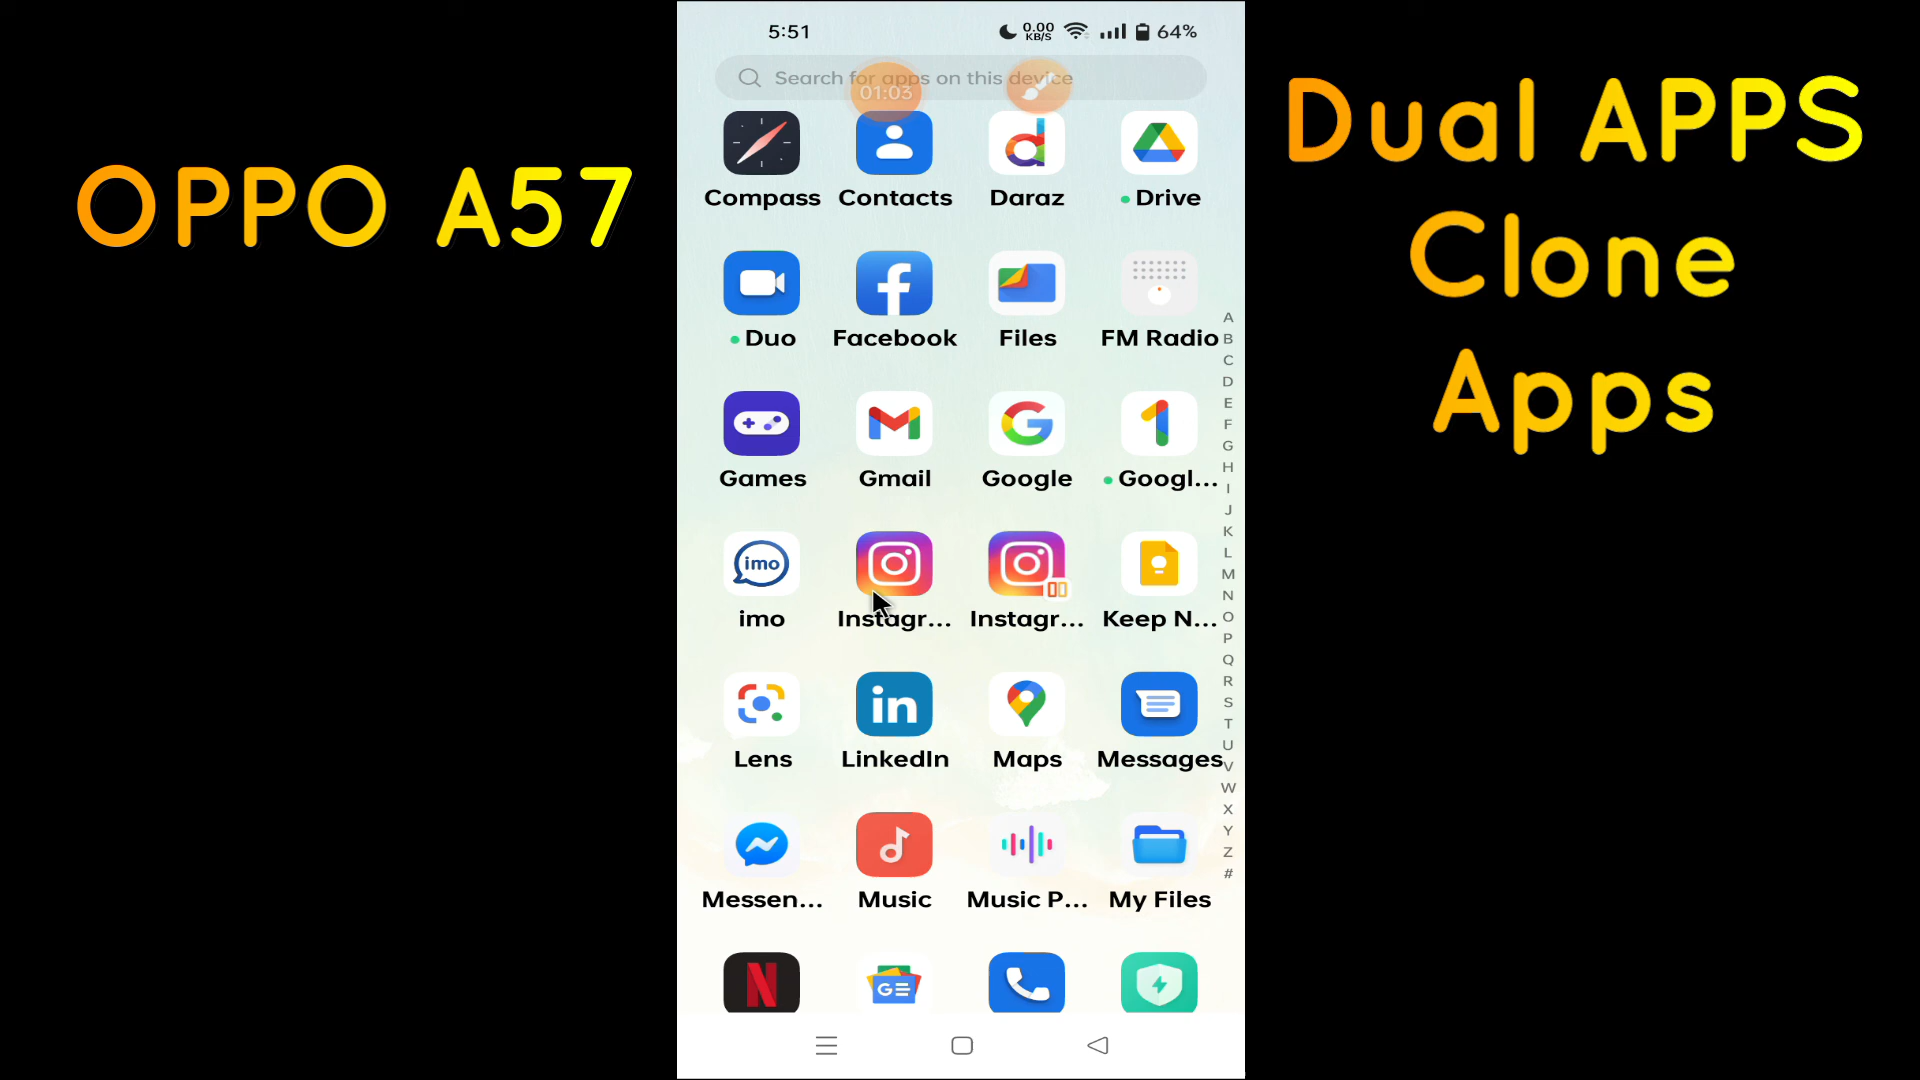 OPPO A57
Dual APPS
Clone
Apps
5:51
0.00
KB/S
64%
Search for apps on this device
01:03
Compass Contacts Daraz Drive
Duo Facebook Files FM Radio
Games Gmail Google Googl...
imo
imo Instagr... Instagr... Keep N...
in
Lens LinkedIn Maps Messages
Messen... Music Music P... My Files
N
G
A
B
C
D
E
F
G
H
I
J
K
L
M
N
O
P
Q
R
S
T
U
V
W
X
Y
Z
#